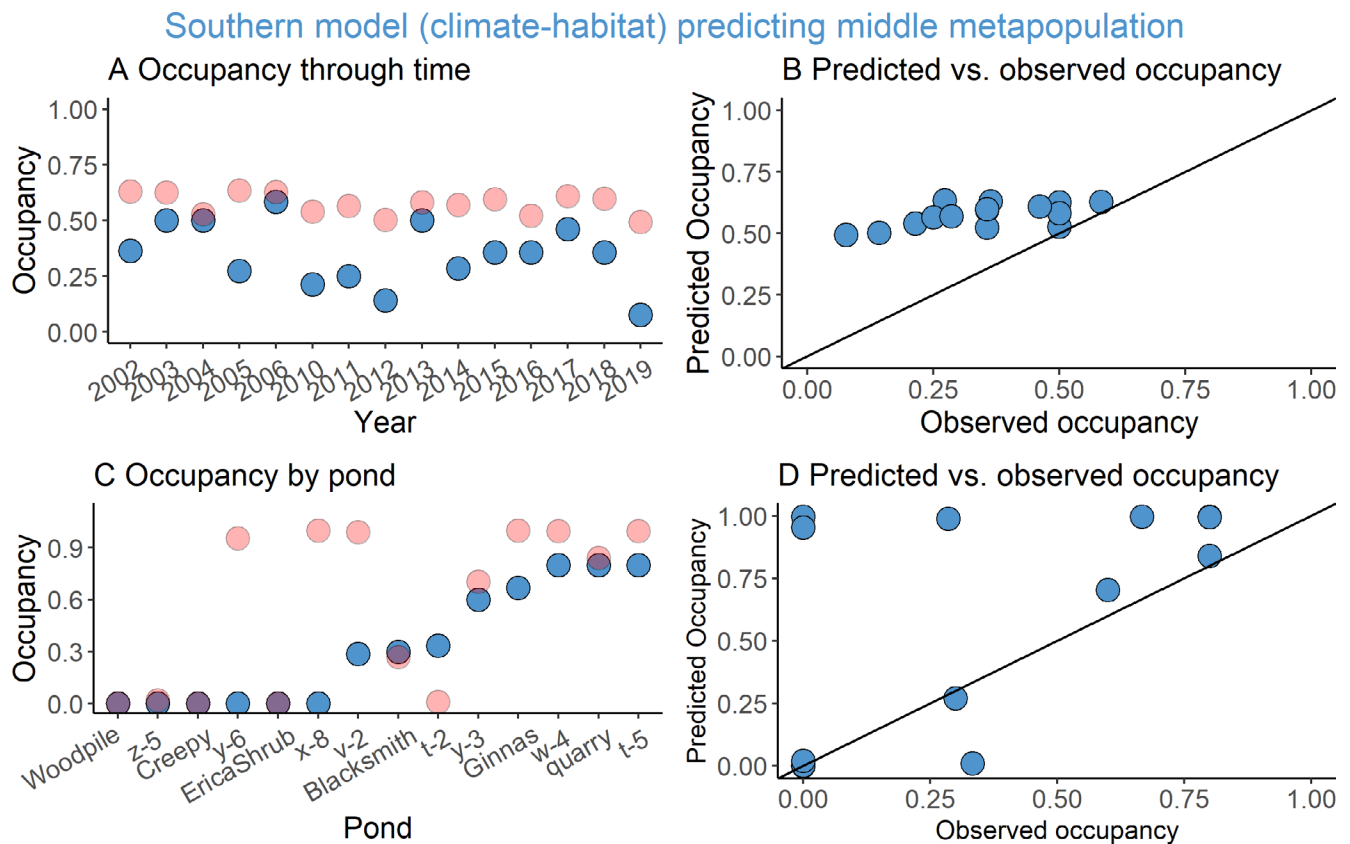 Southern model (climate-habitat) predicting middle metapopulation
A Occupancy through time
Occupancy
1.00
0.75
0.50
0.25
0.00
2002 2003 2004 2005 2006 2010 2011 2012 2013 2014 2015 2016 2017 2018 2019
Year
B Predicted vs. observed occupancy
Predicted Occupancy
1.00
0.75
0.50
0.25
0.00
0.00 0.25 0.50 0.75 1.00
Observed occupancy
C Occupancy by pond
Occupancy
0.9
0.6
0.3
0.0
Woodpile z-5 Creepy y-6 EricaShrub x-8 v-2 Blacksmith t-2 y-3 Ginnas w-4 quarry t-5
Pond
D Predicted vs. observed occupancy
Predicted Occupancy
1.00
0.75
0.50
0.25
0.00
0.00 0.25 0.50 0.75 1.00
Observed occupancy